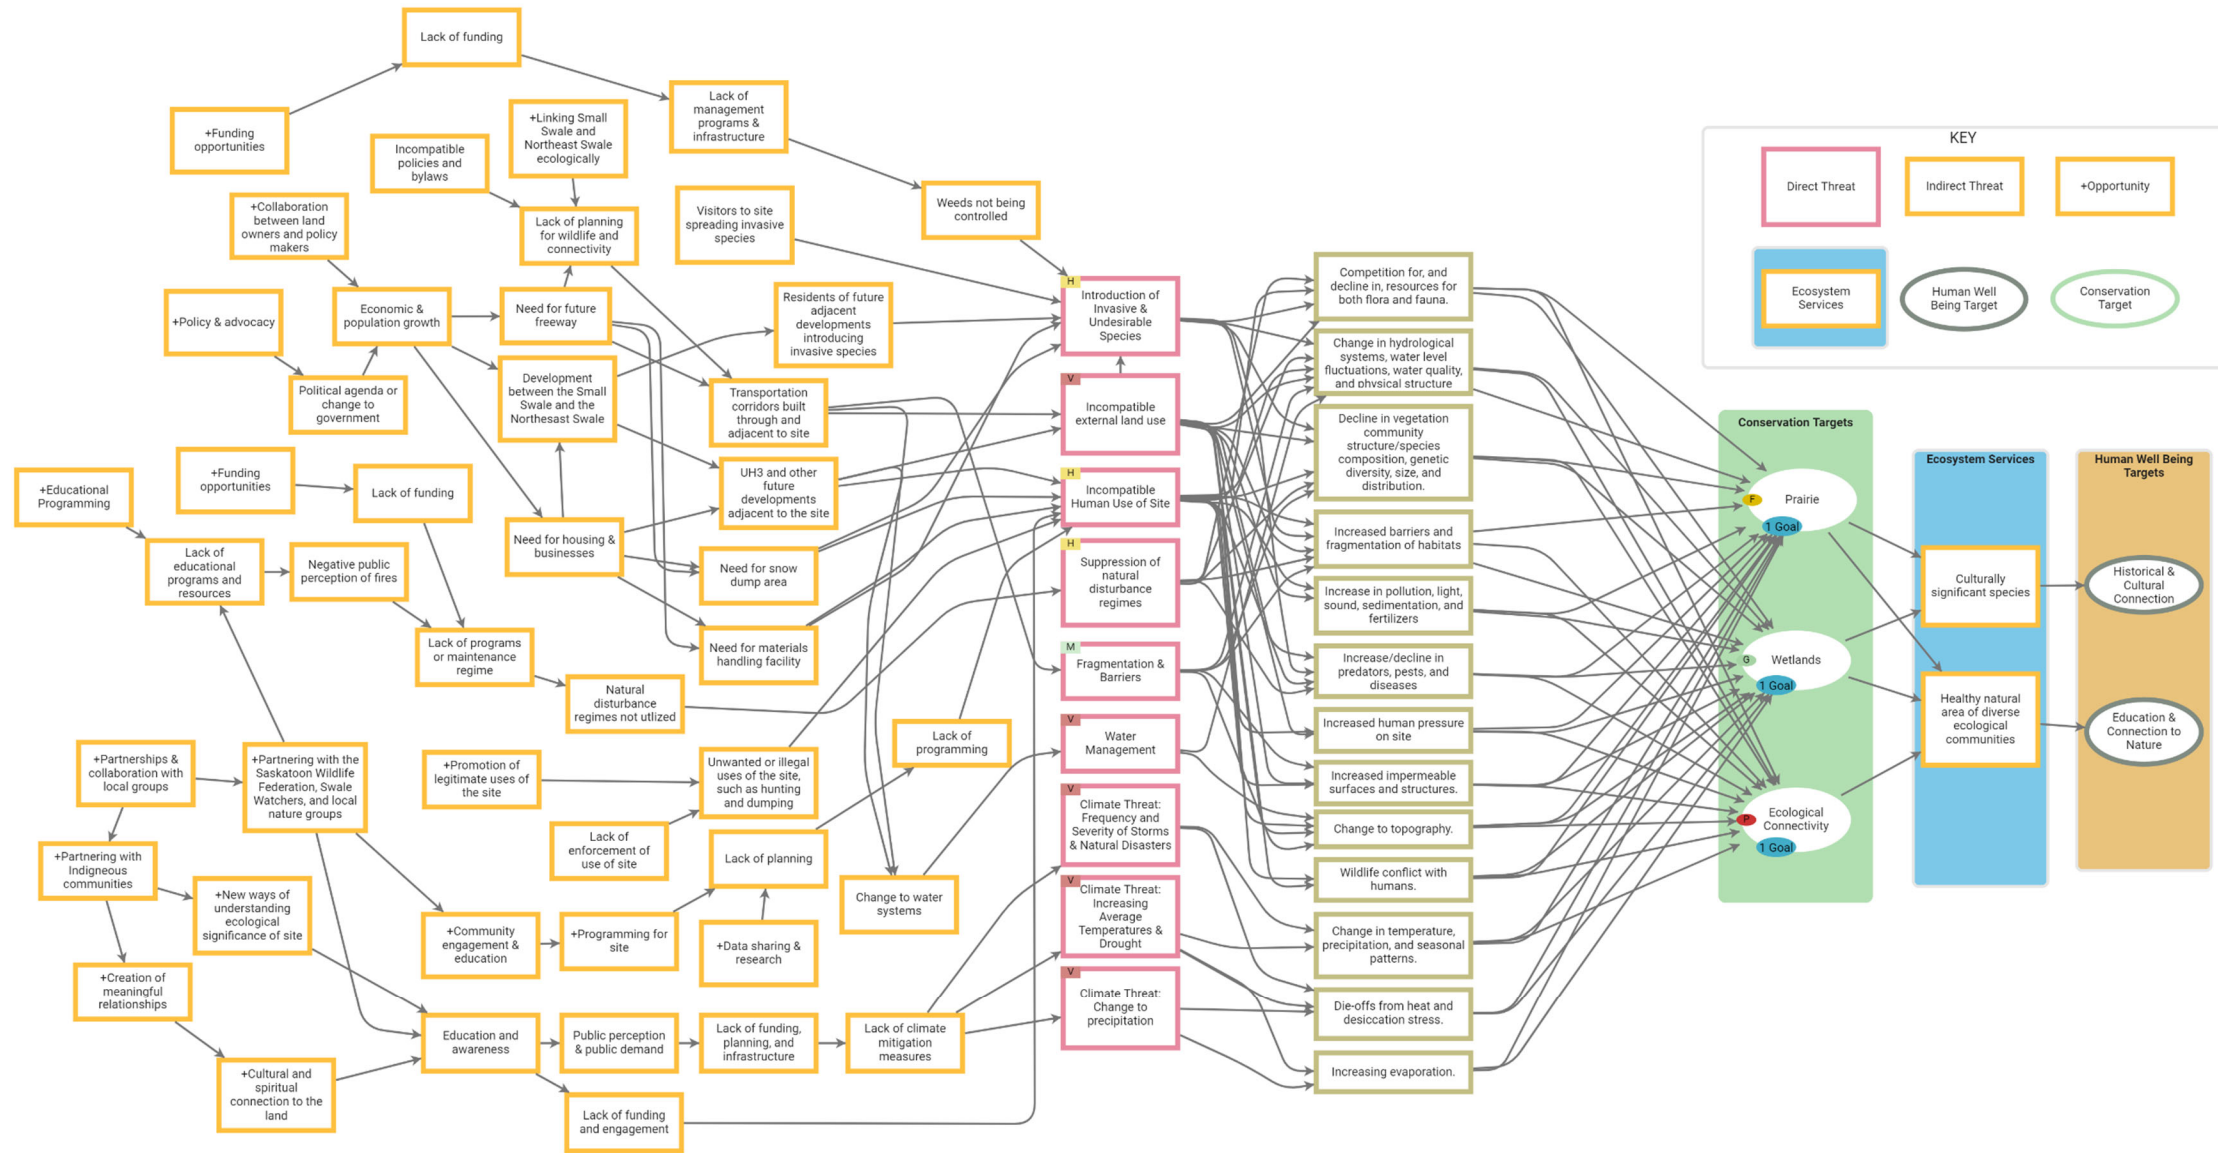 Lack of funding
+Funding
opportunities
Lack of
management
programs &
infrastructure
+Linking Small
Swale and
Northeast Swale
ecologically
Incompatible
policies and
bylaws
+Collaboration
between land
owners and policy
makers
Lack of planning
for wildlife and
connectivity
Visitors to site
spreading invasive
species
Weeds not being
controlled
+Policy & advocacy
Economic &
population growth
Need for future
freeway
Residents of future
adjacent
developments
introducing
invasive species
Political agenda or
change to
government
Development
between the Small
Swale and the
Northesast Swale
Transportation
corridors built
through and
adjacent to site
+Educational
Programming
+Funding
opportunities
Lack of funding
UH3 and other
future
developments
adjacent to the site
Need for housing &
businesses
Need for snow
dump area
Need for materials
handling facility
Lack of
educational
programs and
resources
Negative public
perception of fires
Lack of programs
or maintenance
regime
Natural
disturbance
regimes not utlized
+Partnerships &
collaboration with
local groups
+Partnering with the
Saskatoon Wildlife
Federation, Swale
Watchers, and local
nature groups
+Promotion of
legitimate uses of
the site
Unwanted or illegal
uses of the site,
such as hunting
and dumping
Lack of
programming
Lack of
enforcement of
use of site
Lack of planning
+Partnering with
Indigneous
communities
+New ways of
understanding
ecological
significance of site
+Community
engagement &
education
+Programming for
site
+Data sharing &
research
Change to water
systems
+Creation of
meaningful
relationships
Education and
awareness
Public perception
& public demand
Lack of funding,
planning, and
infrastructure
Lack of climate
mitigation
measures
+Cultural and
spiritual
connection to the
land
Lack of funding
and engagement
H
Introduction of
Invasive &
Undesirable
Species
V
Incompatible
external land use
H
Incompatible
Human Use of Site
H
Suppression of
natural
disturbance
regimes
M
Fragmentation &
Barriers
V
Water
Management
V
Climate Threat:
Frequency and
Severity of Storms
& Natural Disasters
V
Climate Threat:
Increasing
Average
Temperatures &
Drought
V
Climate Threat:
Change to
precipitation
Competition for, and
decline in, resources for
both flora and fauna.
Change in hydrological
systems, water level
fluctuations, water quality,
and physical structure
Decline in vegetation
community
structure/species
composition, genetic
diversity, size, and
distribution.
Increased barriers and
fragmentation of habitats
Increase in pollution, light,
sound, sedimentation, and
fertilizers
Increase/decline in
predators, pests, and
diseases
Increased human pressure
on site
Increased impermeable
surfaces and structures.
Change to topography.
Wildlife conflict with
humans.
Change in temperature,
precipitation, and seasonal
patterns.
Die-offs from heat and
desiccation stress.
Increasing evaporation.
KEY
Direct Threat
Indirect Threat
+Opportunity
Ecosystem
Services
Human Well
Being Target
Conservation
Target
Conservation Targets
Prairie
F
1 Goal
Wetlands
G
1 Goal
Ecological
Connectivity
P
1 Goal
Ecosystem Services
Culturally
significant species
Healthy natural
area of diverse
ecological
communities
Human Well Being
Targets
Historical &
Cultural
Connection
Education &
Connection to
Nature